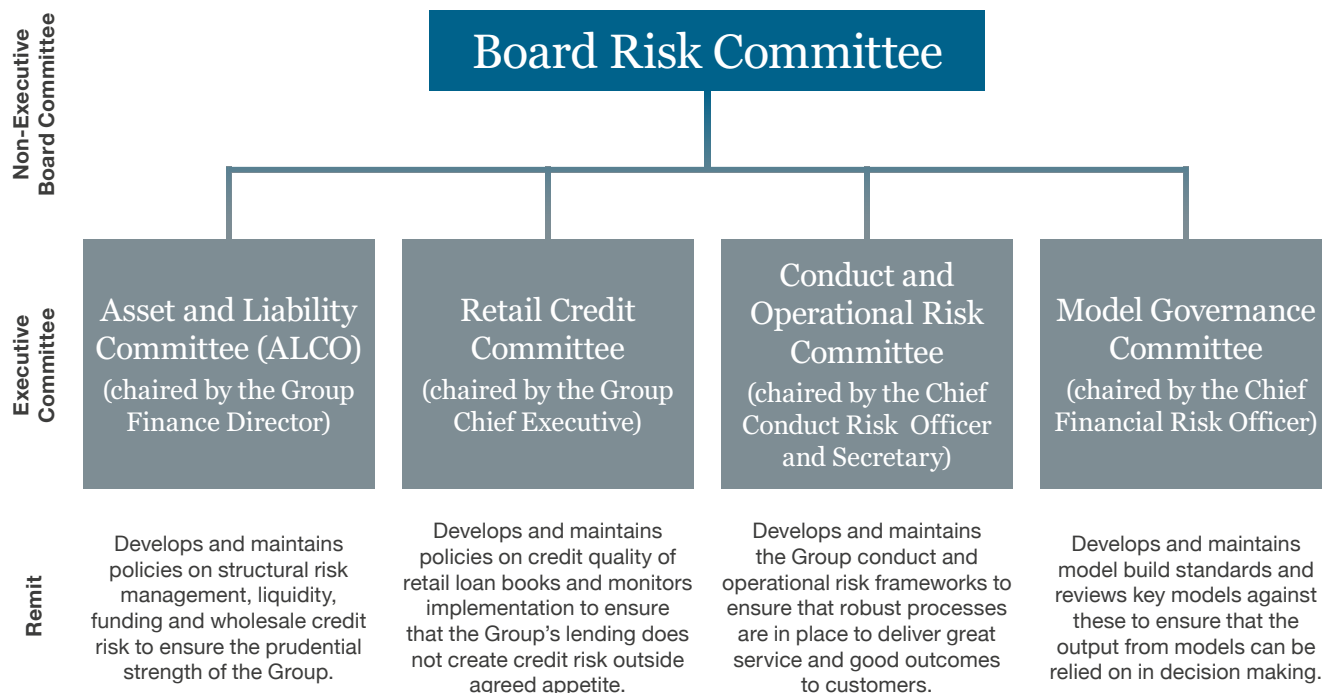 Non-Executive
Board Committee
Board Risk Committee
Executive
Committee
Asset and Liability
Committee (ALCO)
(chaired by the Group
Finance Director)
Retail Credit
Committee
(chaired by the Group
Chief Executive)
Conduct and
Operational Risk
Committee
(chaired by the Chief
Conduct Risk Officer
and Secretary)
Model Governance
Committee
(chaired by the Chief
Financial Risk Officer)
Remit
Develops and maintains
policies on structural risk
management, liquidity,
funding and wholesale credit
risk to ensure the prudential
strength of the Group.
Develops and maintains
policies on credit quality of
retail loan books and monitors
implementation to ensure
that the Group’s lending does
not create credit risk outside
agreed appetite.
Develops and maintains
the Group conduct and
operational risk frameworks to
ensure that robust processes
are in place to deliver great
service and good outcomes
to customers.
Develops and maintains
model build standards and
reviews key models against
these to ensure that the
output from models can be
relied on in decision making.